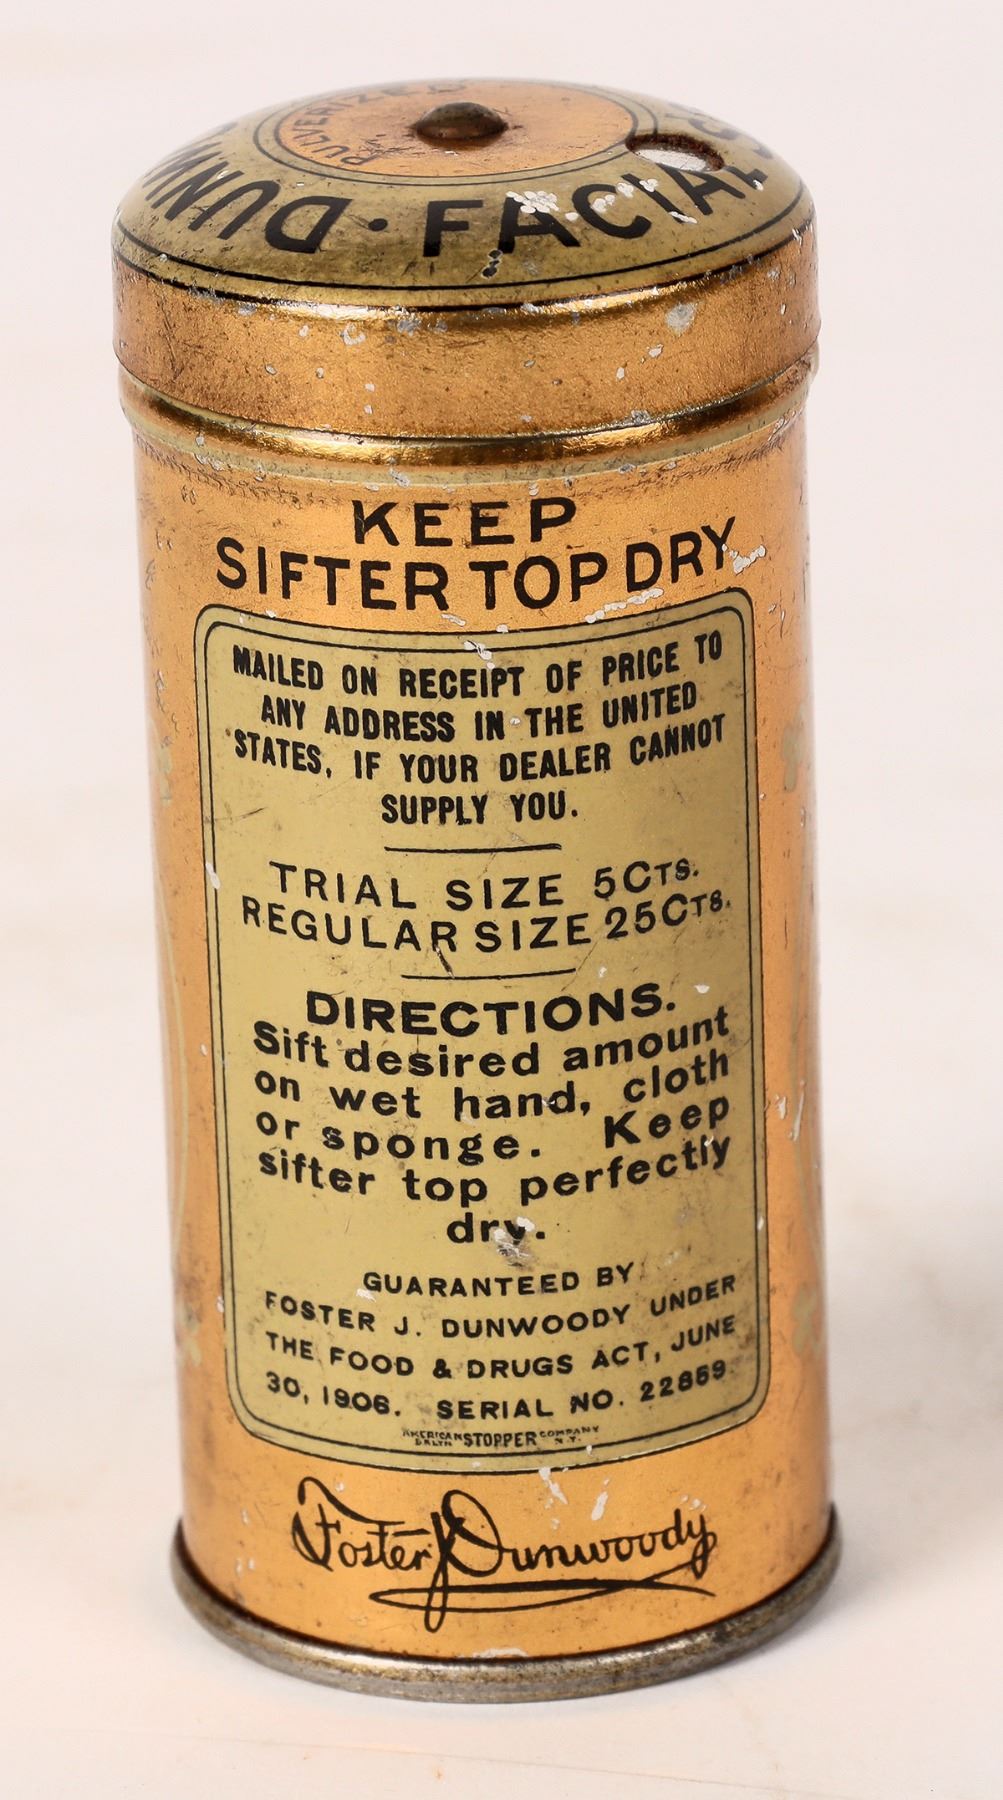 PULVERIZED
DUNW
· FACIAL
KEEP
SIFTER TOP DRY
MAILED ON RECEIPT OF PRICE TO
ANY ADDRESS IN THE UNITED
STATES, IF YOUR DEALER CANNOT
SUPPLY YOU.
TRIAL SIZE 5CTS.
REGULAR SIZE 25CTS.
DIRECTIONS.
Sift desired amount
on wet hand, cloth
or sponge. Keep
sifter top perfectly
dry.
GUARANTEED BY
FOSTER J. DUNWOODY UNDER
THE FOOD & DRUGS ACT, JUNE
30, 1906. SERIAL NO. 22859.
AMERICAN STOPPER COMPANY
BKLYN N.Y.
Foster J Dunwoody